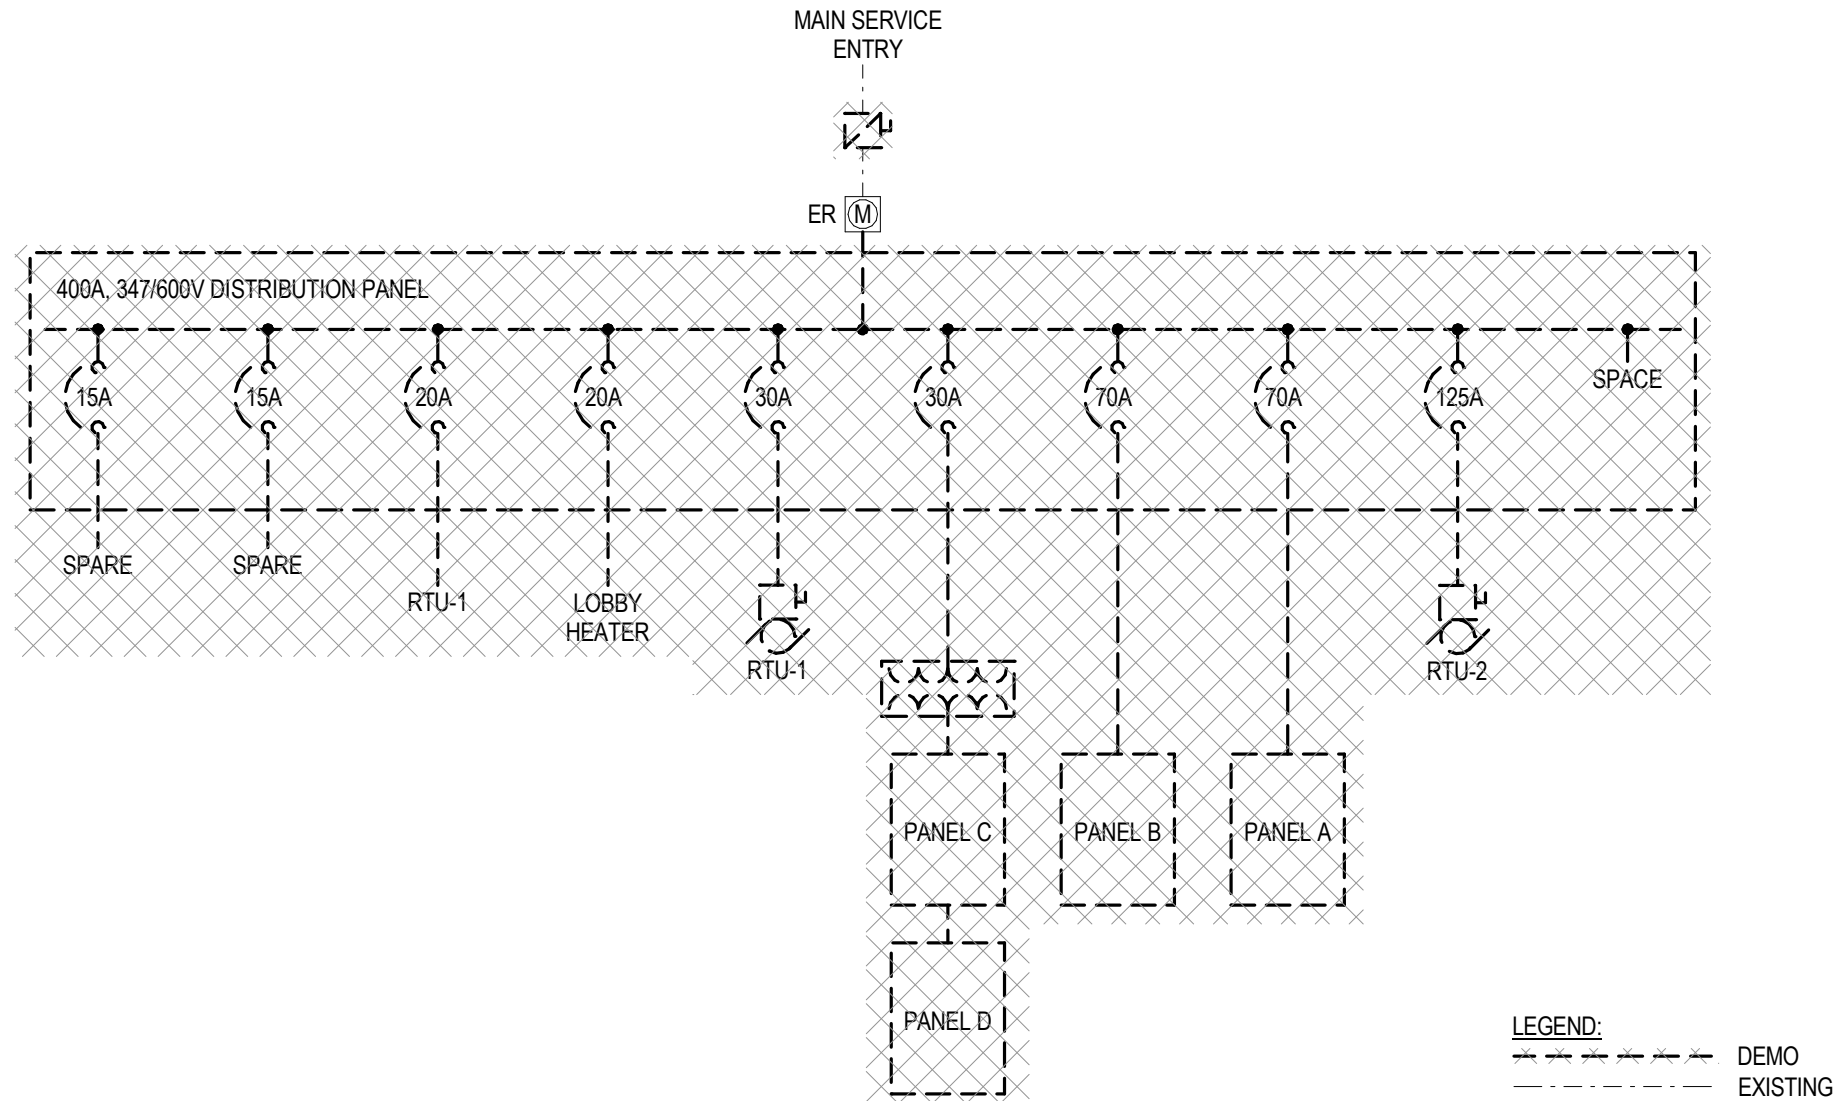 MAIN SERVICE
ENTRY
ER M
400A, 347/600V DISTRIBUTION PANEL
15A 15A 20A 20A 30A 30A 70A 70A 125A SPACE
SPARE SPARE RTU-1 LOBBY
HEATER
RTU-1 RTU-2
PANEL C PANEL B PANEL A
PANEL D
LEGEND:
DEMO
EXISTING